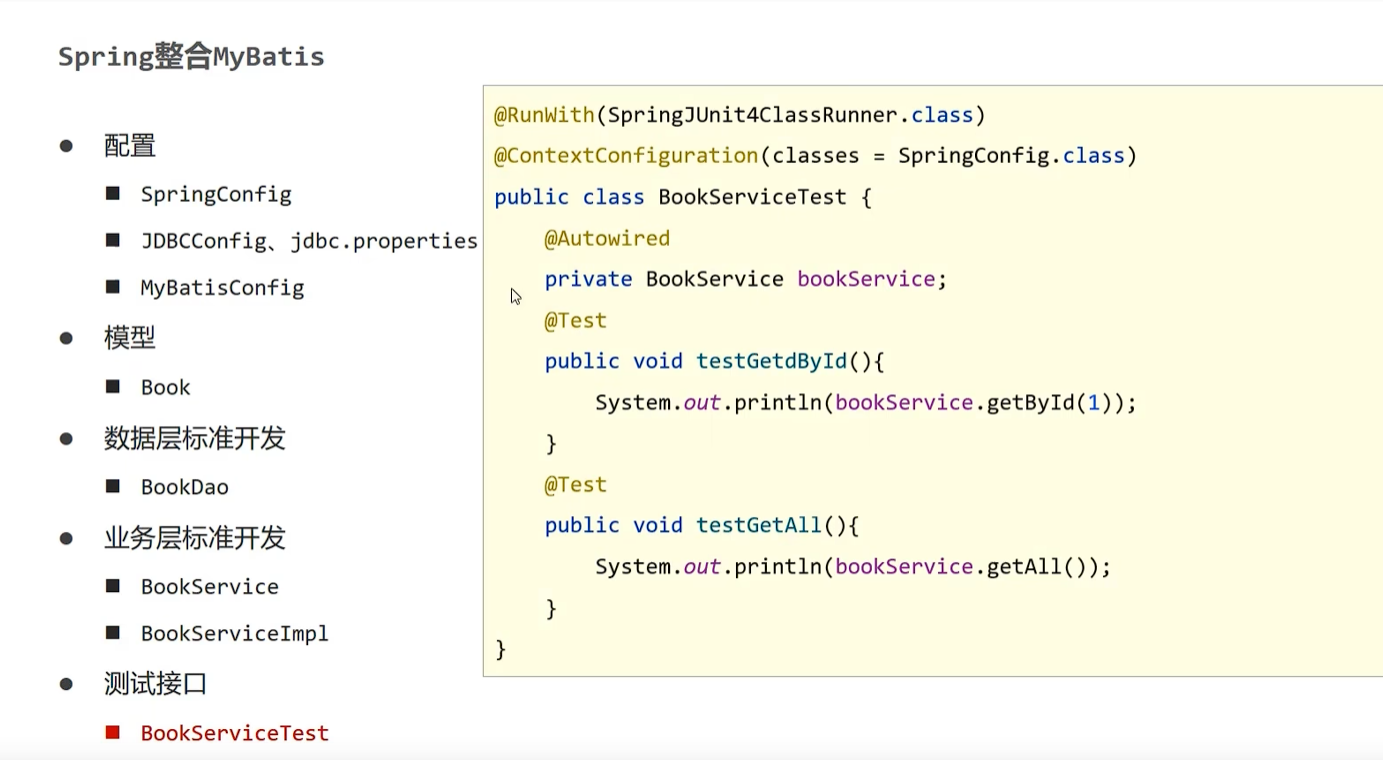 Spring整合MyBatis
配置
SpringConfig
JDBCConfig、jdbc.properties
MyBatisConfig
模型
Book
数据层标准开发
BookDao
业务层标准开发
BookService
BookServiceImpl
测试接口
BookServiceTest
@RunWith(SpringJUnit4ClassRunner.class)
@ContextConfiguration(classes = SpringConfig.class)
public class BookServiceTest {
    @Autowired
    private BookService bookService;
    @Test
    public void testGetdById(){
        System.out.println(bookService.getById(1));
    }
    @Test
    public void testGetAll(){
        System.out.println(bookService.getAll());
    }
}